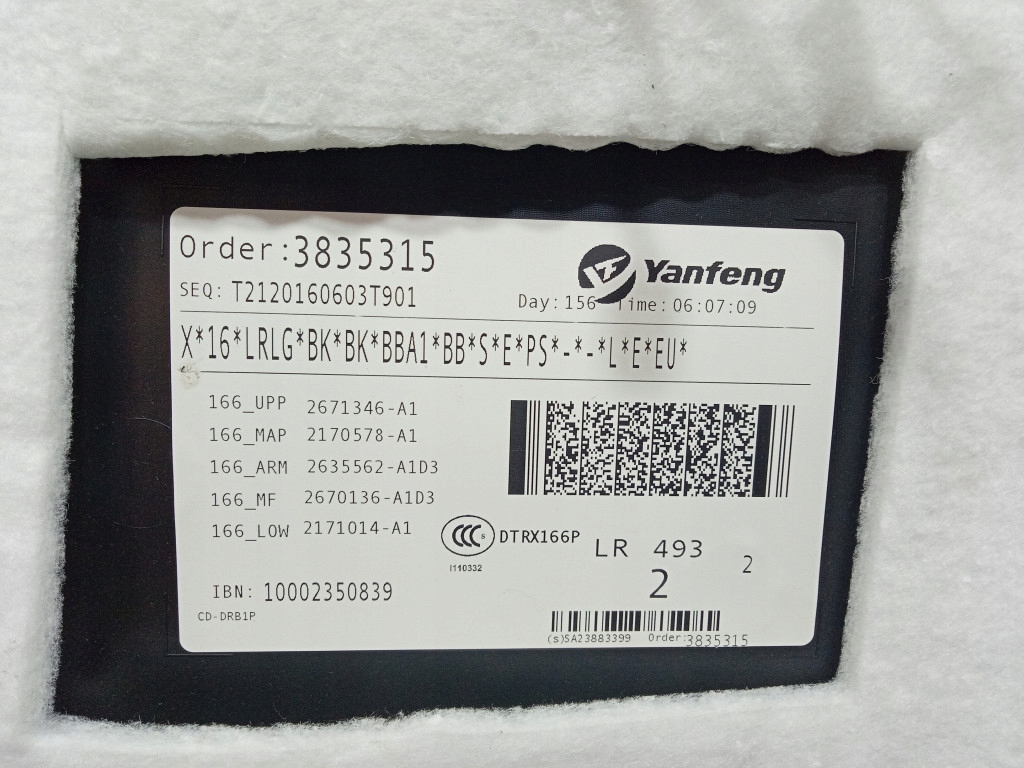 Order:3835315
Yanfeng
SEQ: T2120160603T901
Day:156 Time:06:07:09
X*16*LRLG*BK*BK*BBA1*BB*S*E*PS*-*-*L*E*EU*
166_UPP 2671346-A1
166_MAP 2170578-A1
166_ARM 2635562-A1D3
166_MF 2670136-A1D3
166_LOW 2171014-A1
CCC S DTRX166P
I110332
LR 493
2
2
IBN: 10002350839
CD-DRB1P
(s)SA23883399 Order:3835315